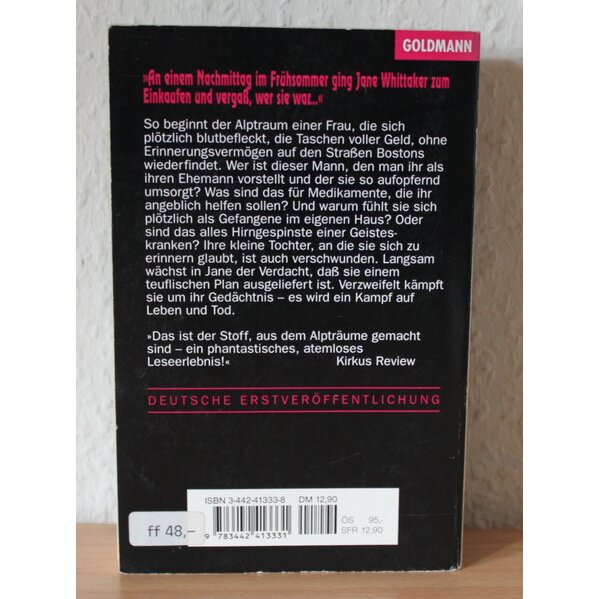 GOLDMANN
»An einem Nachmittag im Frühsommer ging Jane Whittaker zum
Einkaufen und vergaß, wer sie war...«
So beginnt der Alptraum einer Frau, die sich
plötzlich blutbefleckt, die Taschen voller Geld, ohne
Erinnerungsvermögen auf den Straßen Bostons
wiederfindet. Wer ist dieser Mann, den man ihr als
ihren Ehemann vorstellt und der sie so aufopfernd
umsorgt? Was sind das für Medikamente, die ihr
angeblich helfen sollen? Und warum fühlt sie sich
plötzlich als Gefangene im eigenen Haus? Oder
sind das alles Hirngespinste einer Geistes-
kranken? Ihre kleine Tochter, an die sie sich zu
erinnern glaubt, ist auch verschwunden. Langsam
wächst in Jane der Verdacht, daß sie einem
teuflischen Plan ausgeliefert ist. Verzweifelt kämpft
sie um ihr Gedächtnis – es wird ein Kampf auf
Leben und Tod.
»Das ist der Stoff, aus dem Alpträume gemacht
sind – ein phantastisches, atemloses
Leseerlebnis!« Kirkus Review
DEUTSCHE ERSTVERÖFFENTLICHUNG
ISBN 3-442-41333-8 DM 12,90
ÖS 95,-
SFR 12,90
ff 48,-
9 783442 413331